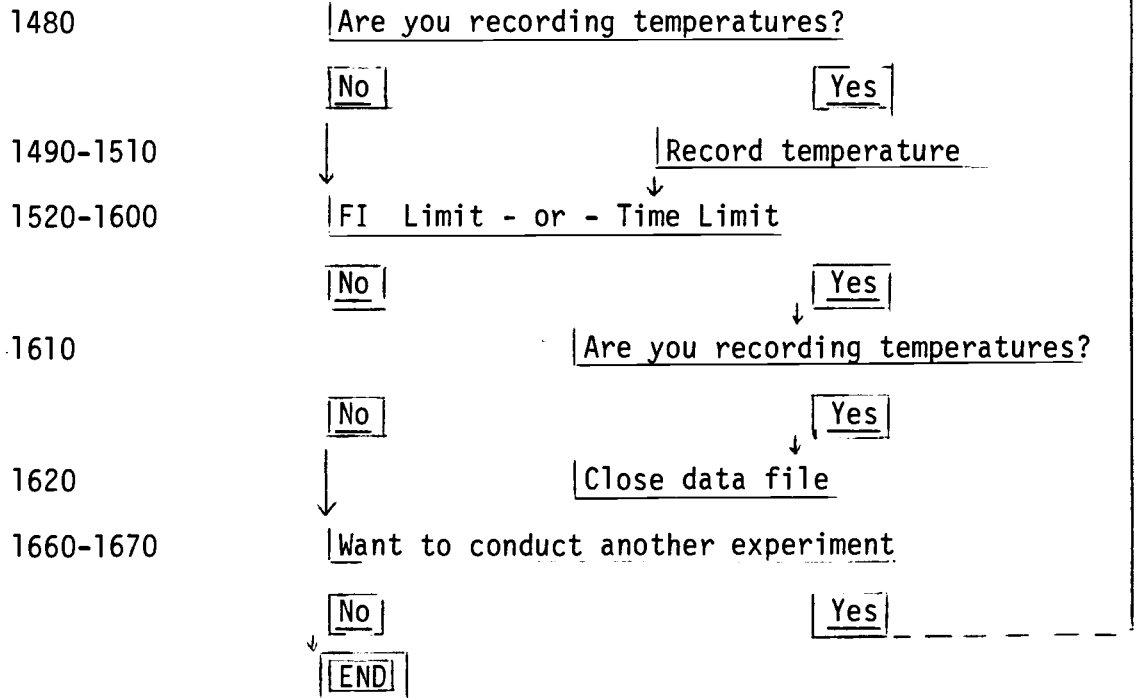 1480 Are you recording temperatures?
No Yes
1490-1510 Record temperature
1520-1600 FI Limit - or - Time Limit
No Yes
1610 Are you recording temperatures?
No Yes
1620 Close data file
1660-1670 Want to conduct another experiment
No Yes
END